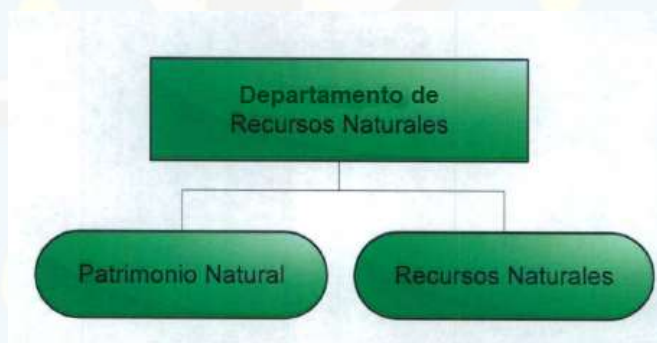 Departamento de
Recursos Naturales
Patrimonio Natural
Recursos Naturales